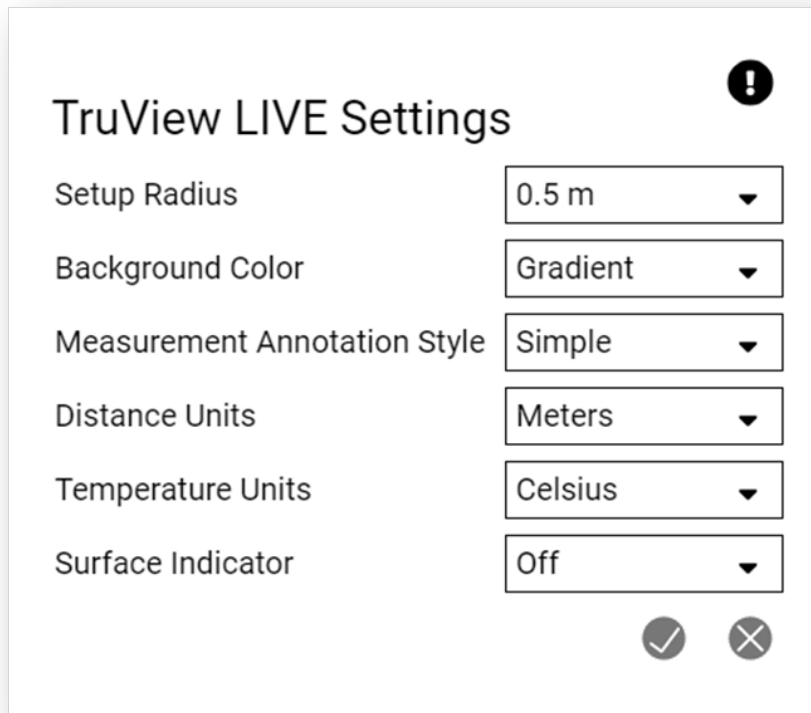 TruView LIVE Settings
Setup Radius 0.5 m
Background Color Gradient
Measurement Annotation Style Simple
Distance Units Meters
Temperature Units Celsius
Surface Indicator Off